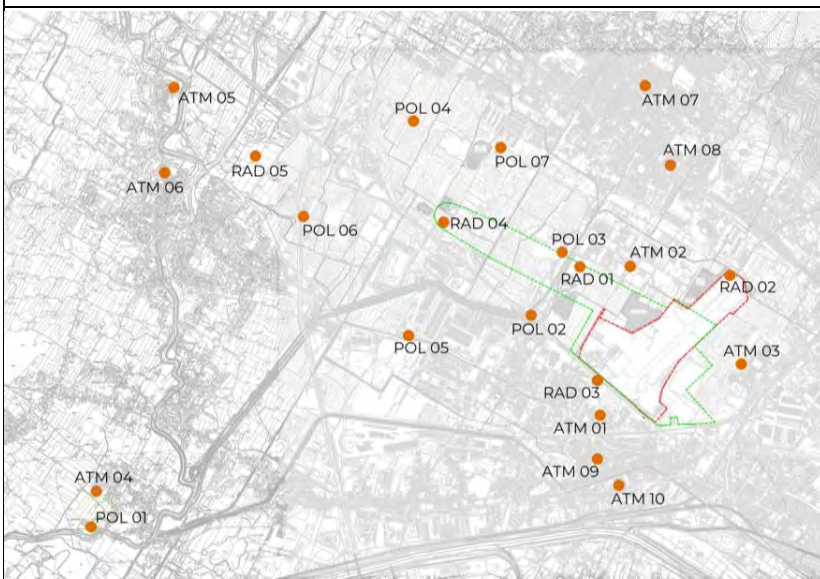 ATM 05
ATM 07
POL 04
POL 07
ATM 08
RAD 05
ATM 06
POL 06
RAD 04
POL 03
ATM 02
RAD 01
RAD 02
POL 02
POL 05
ATM 03
RAD 03
ATM 01
ATM 09
ATM 04
ATM 10
POL 01